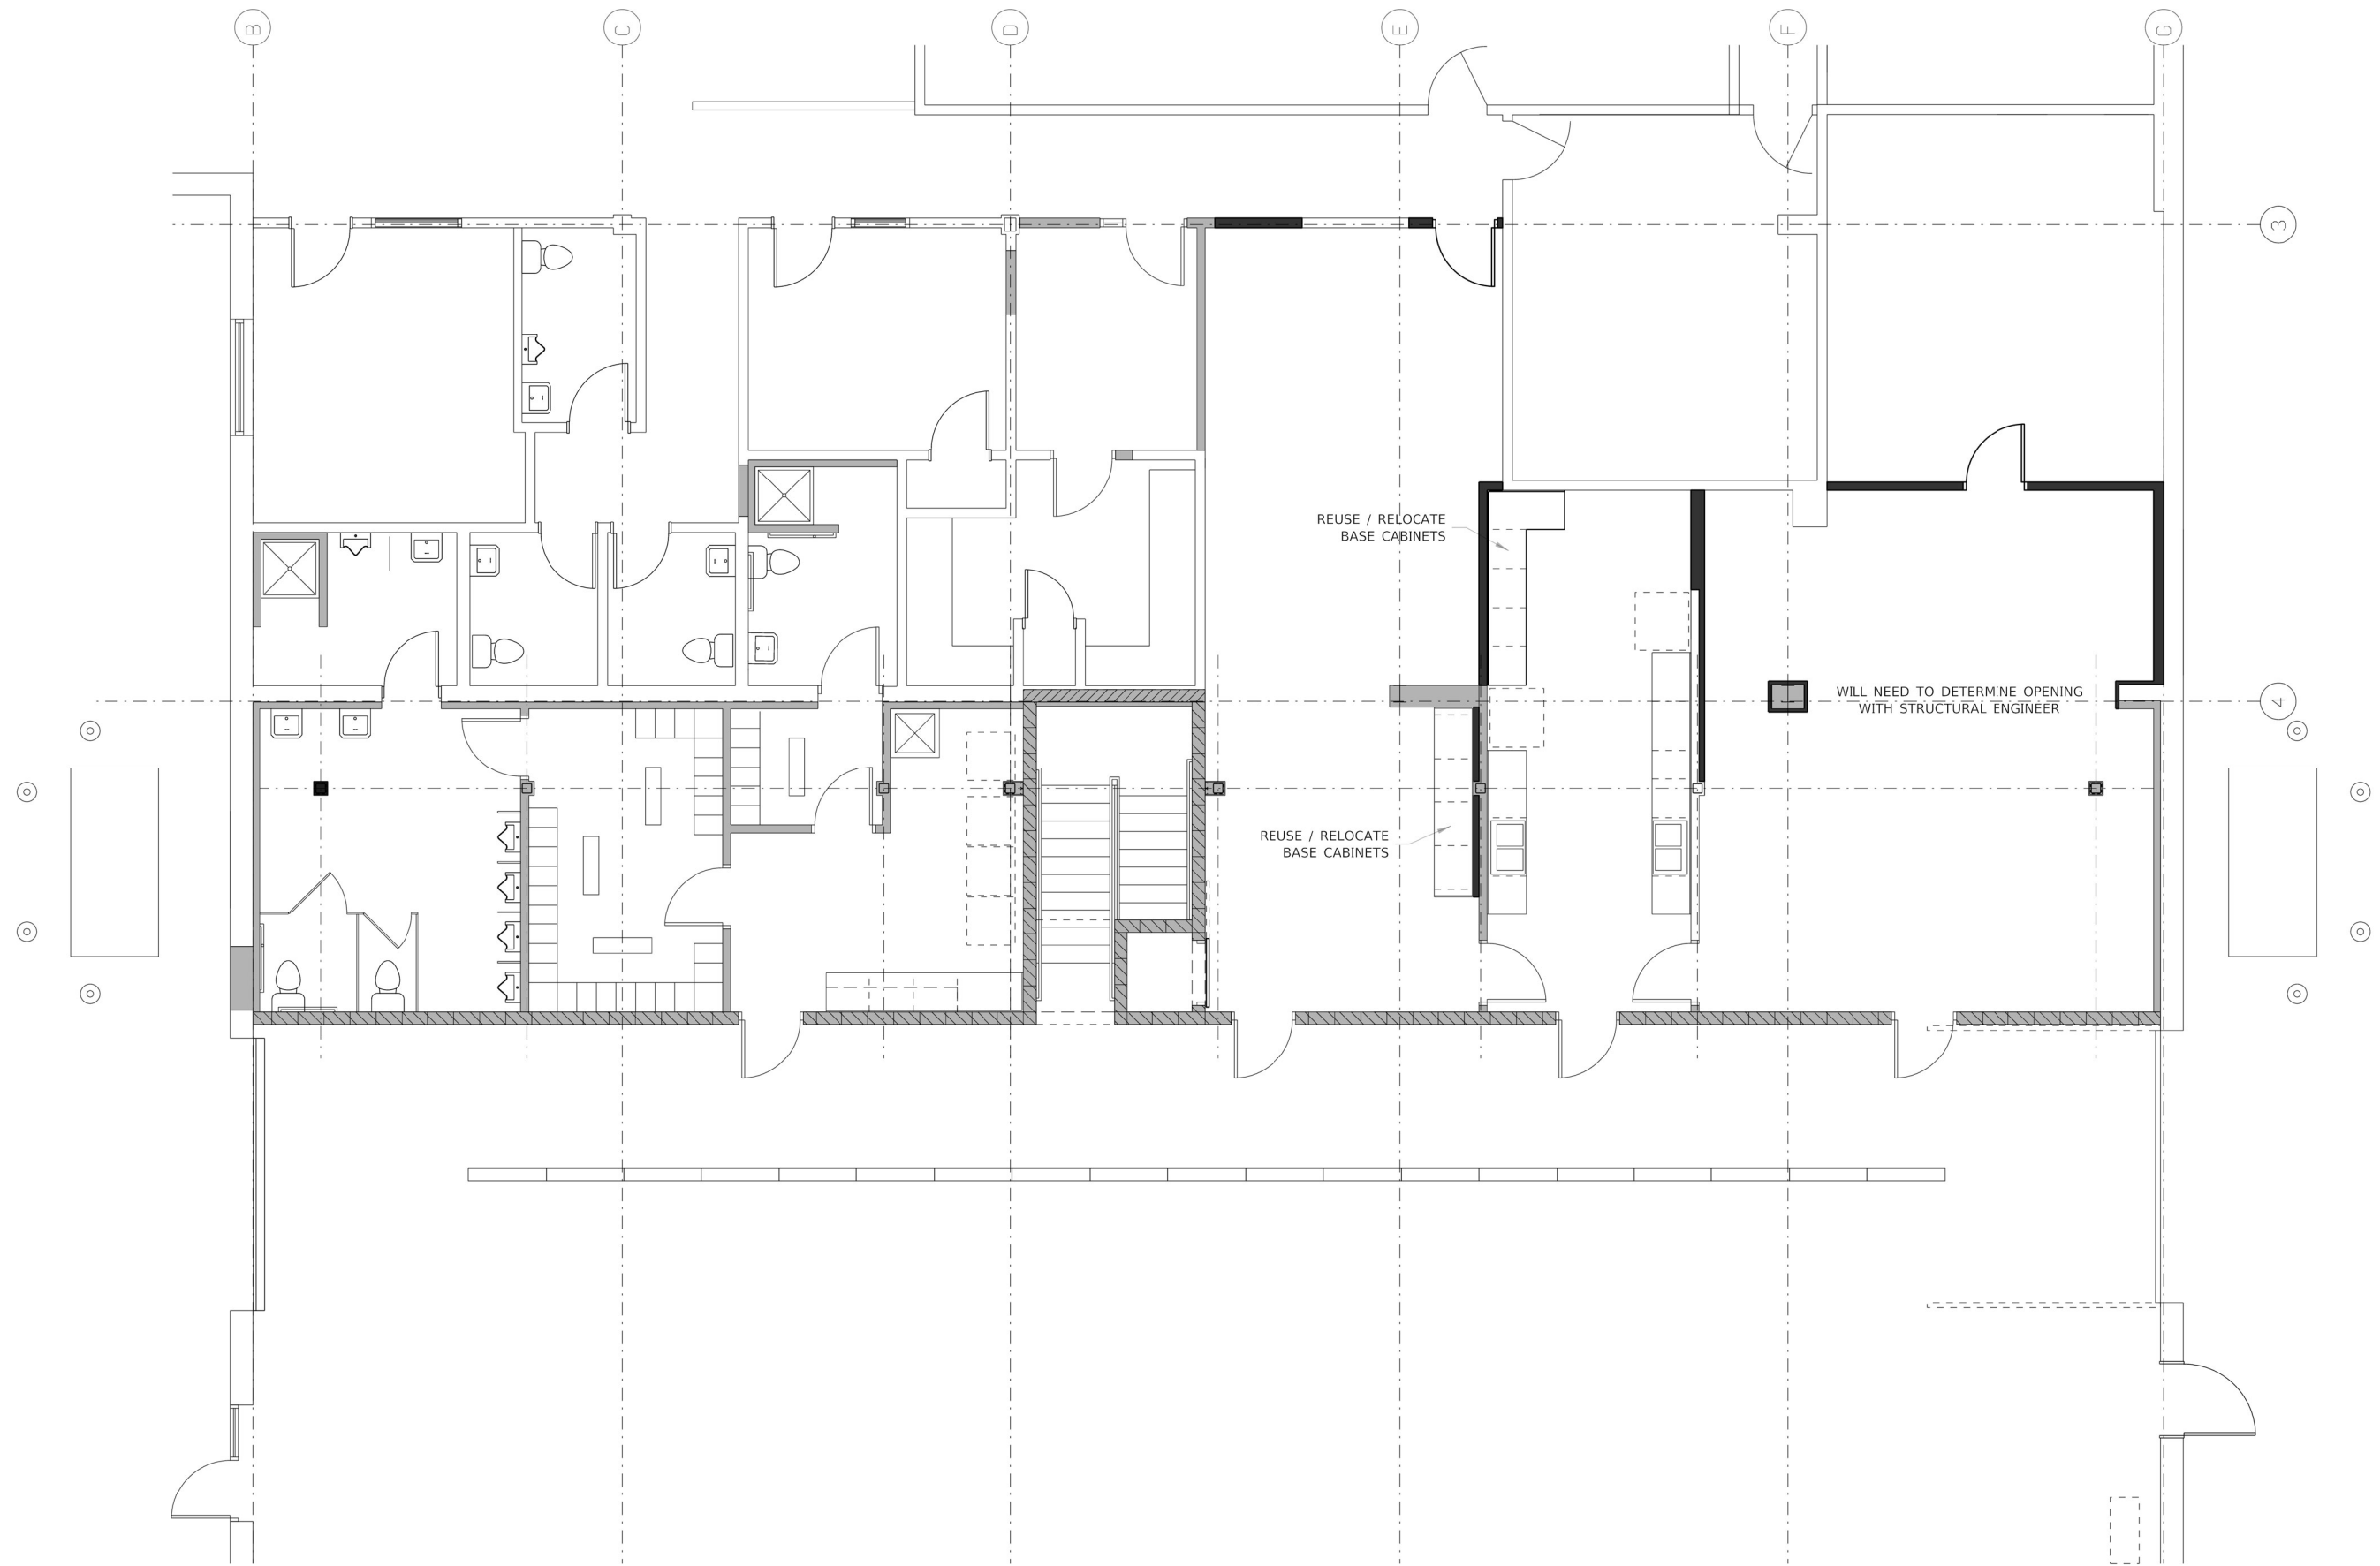 B
C
D
E
F
G
3
REUSE / RELOCATE
BASE CABINETS
WILL NEED TO DETERMINE OPENING
WITH STRUCTURAL ENGINEER
4
REUSE / RELOCATE
BASE CABINETS